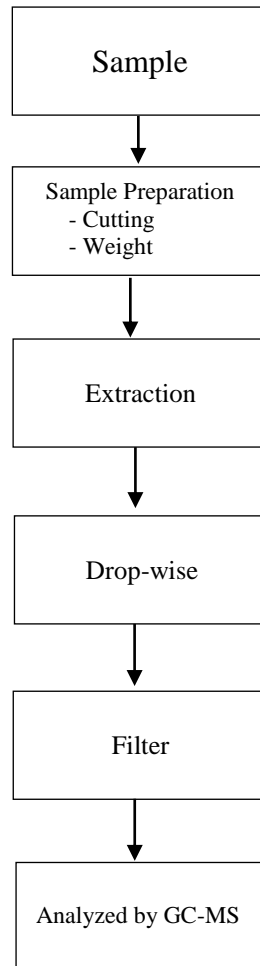 Sample
Sample Preparation
- Cutting
- Weight
Extraction
Drop-wise
Filter
Analyzed by GC-MS